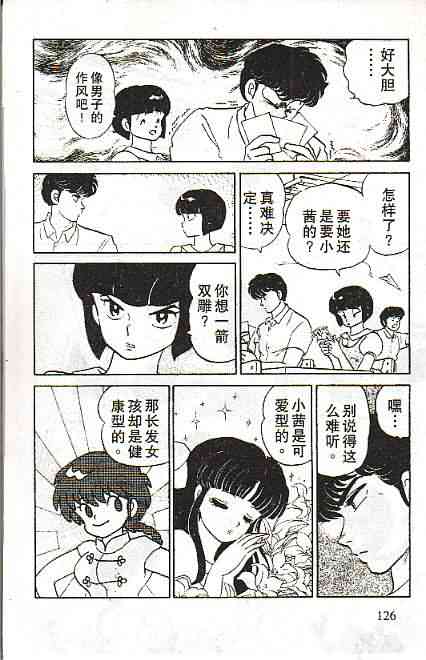 好大胆
……
像男子的
作风吧！
怎样了？
要她还
是要小
茜的？
真难决
定……
你想一箭
双雕？
嘿…
别说得这
么难听。
小茜是可
爱型的。
那长发女
孩却是健
康型的。
126